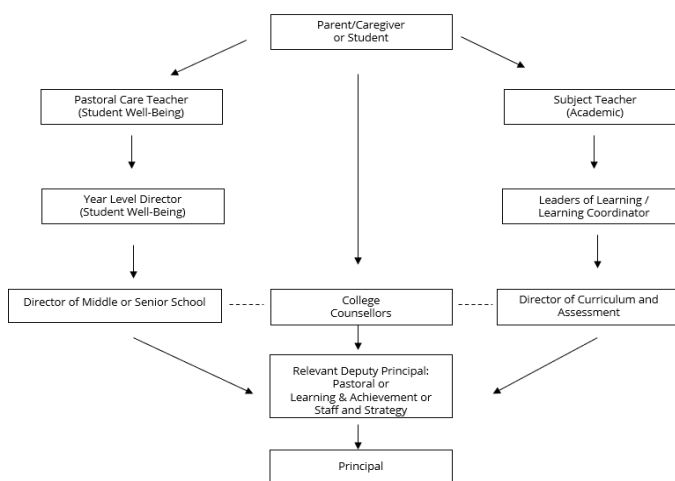 Parent/Caregiver
or Student
Pastoral Care Teacher
(Student Well-Being)
Subject Teacher
(Academic)
Year Level Director
(Student Well-Being)
Leaders of Learning /
Learning Coordinator
Director of Middle or Senior School
College
Counsellors
Director of Curriculum and
Assessment
Relevant Deputy Principal:
Pastoral or
Learning & Achievement or
Staff and Strategy
Principal